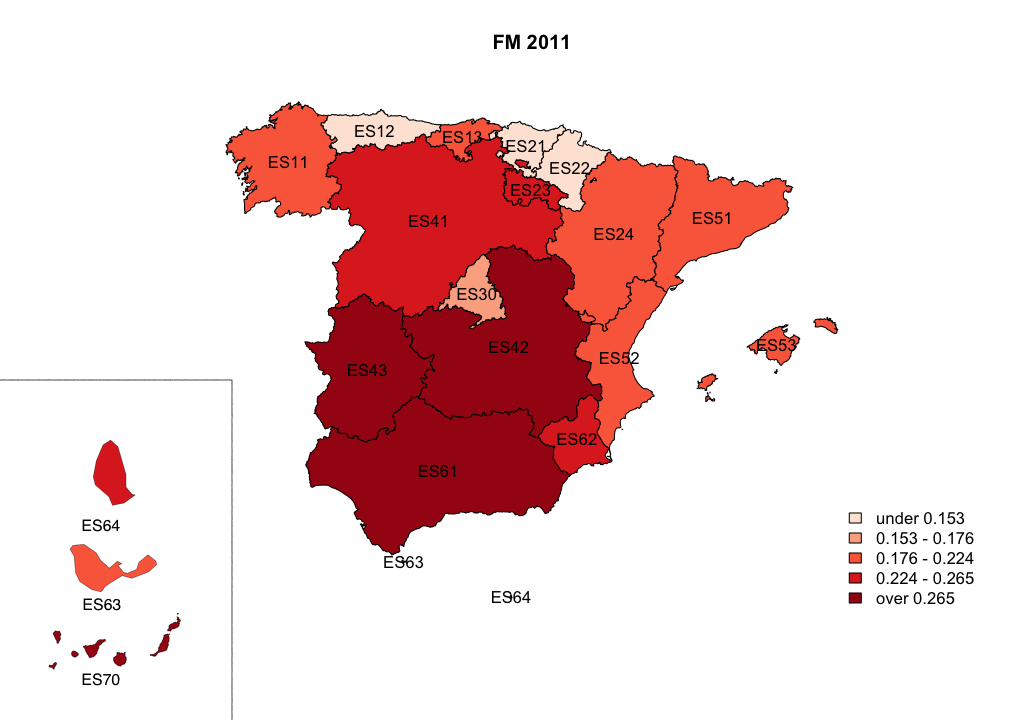 FM 2011
ES12
ES13
ES21
ES11
ES22
ES23
ES41
ES51
ES24
ES30
ES42
ES53
ES52
ES43
ES62
ES61
ES64
ES63
ES63
ES64
ES70
under 0.153
0.153 - 0.176
0.176 - 0.224
0.224 - 0.265
over 0.265